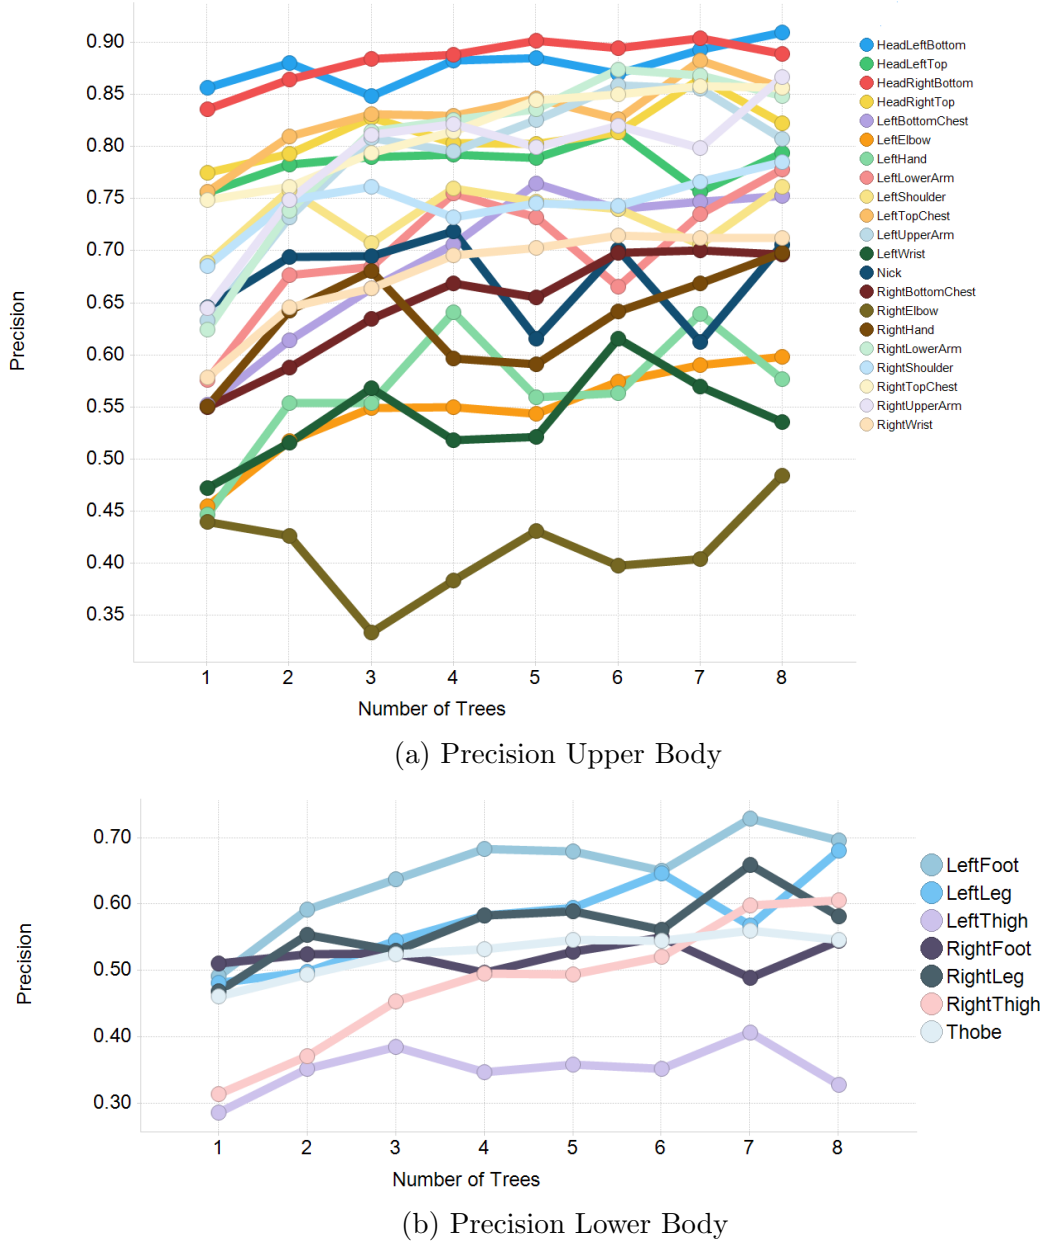 0.90
0.85
0.80
0.75
0.70
0.65
0.60
0.55
0.50
0.45
0.40
0.35
Precision
1 2 3 4 5 6 7 8
Number of Trees
HeadLeftBottom
HeadLeftTop
HeadRightBottom
HeadRightTop
LeftBottomChest
LeftElbow
LeftHand
LeftLowerArm
LeftShoulder
LeftTopChest
LeftUpperArm
LeftWrist
Nick
RightBottomChest
RightElbow
RightHand
RightLowerArm
RightShoulder
RightTopChest
RightUpperArm
RightWrist
(a) Precision Upper Body
0.70
0.60
0.50
0.40
0.30
Precision
1 2 3 4 5 6 7 8
Number of Trees
LeftFoot
LeftLeg
LeftThigh
RightFoot
RightLeg
RightThigh
Thobe
(b) Precision Lower Body